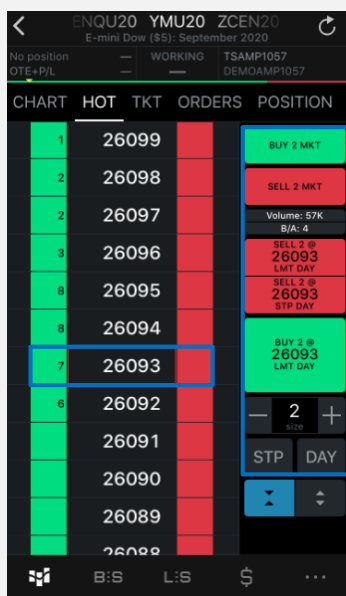 ENQU20 YMU20 ZCEN20
E-mini Dow ($5): September 2020
No position — WORKING TSAMP1057
OTE+P/L — — DEMOAMP1057
CHART HOT TKT ORDERS POSITION
1 26099
2 26098
2 26097
3 26096
8 26095
8 26094
7 26093
6 26092
26091
26090
26089
26088
BUY 2 MKT
SELL 2 MKT
Volume: 57K
B/A: 4
SELL 2 @
26093
LMT DAY
SELL 2 @
26093
STP DAY
BUY 2 @
26093
LMT DAY
— 2 +
size
STP DAY
B:S L:S $ ...